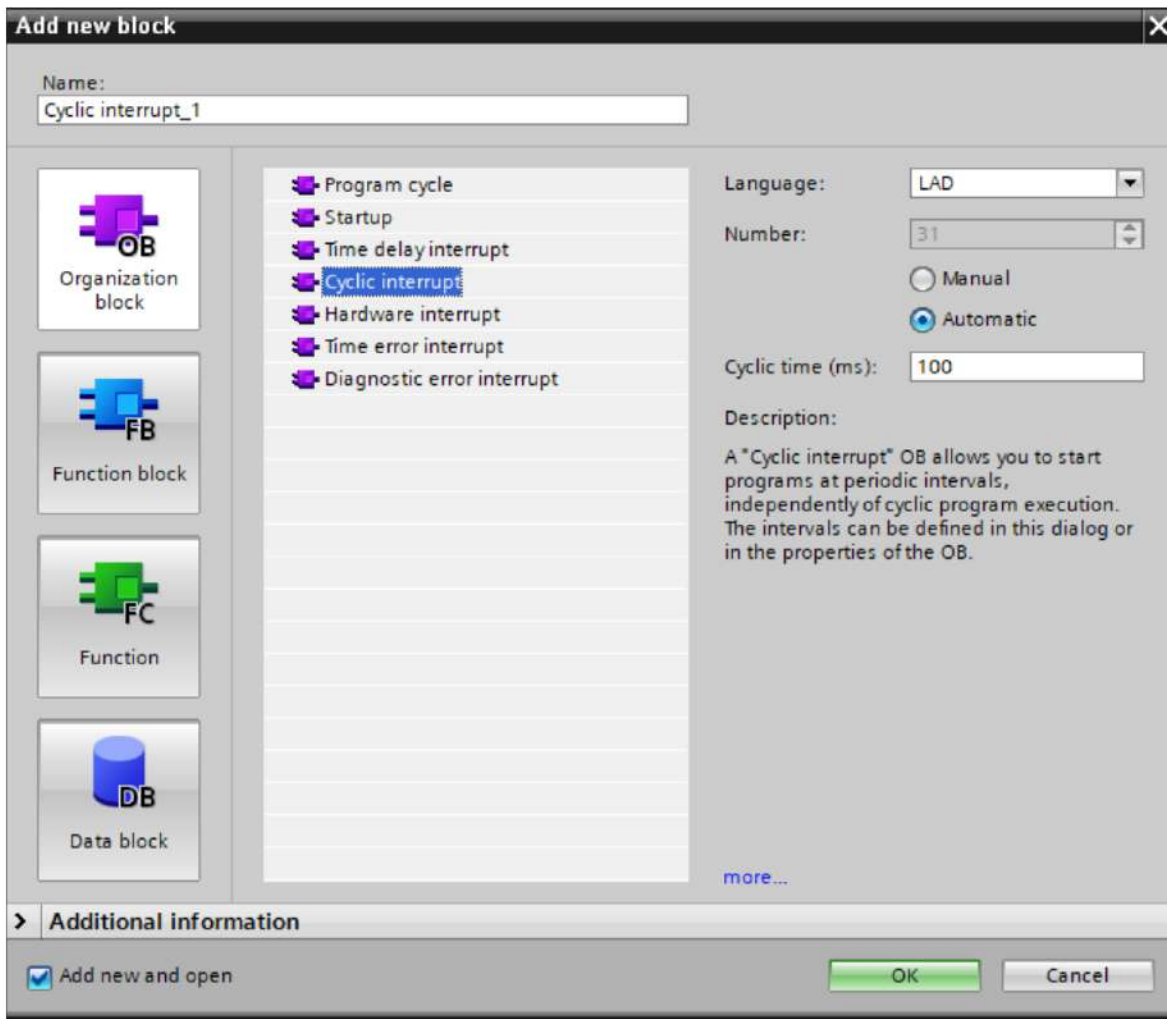 Add new block
Name:
Cyclic interrupt_1
OB
Organization
block
FB
Function block
FC
Function
DB
Data block
Program cycle
Startup
Time delay interrupt
Cyclic interrupt
Hardware interrupt
Time error interrupt
Diagnostic error interrupt
Language:
LAD
Number:
31
Manual
Automatic
Cyclic time (ms):
100
Description:
A "Cyclic interrupt" OB allows you to start
programs at periodic intervals,
independently of cyclic program execution.
The intervals can be defined in this dialog or
in the properties of the OB.
more...
Additional information
Add new and open
OK
Cancel